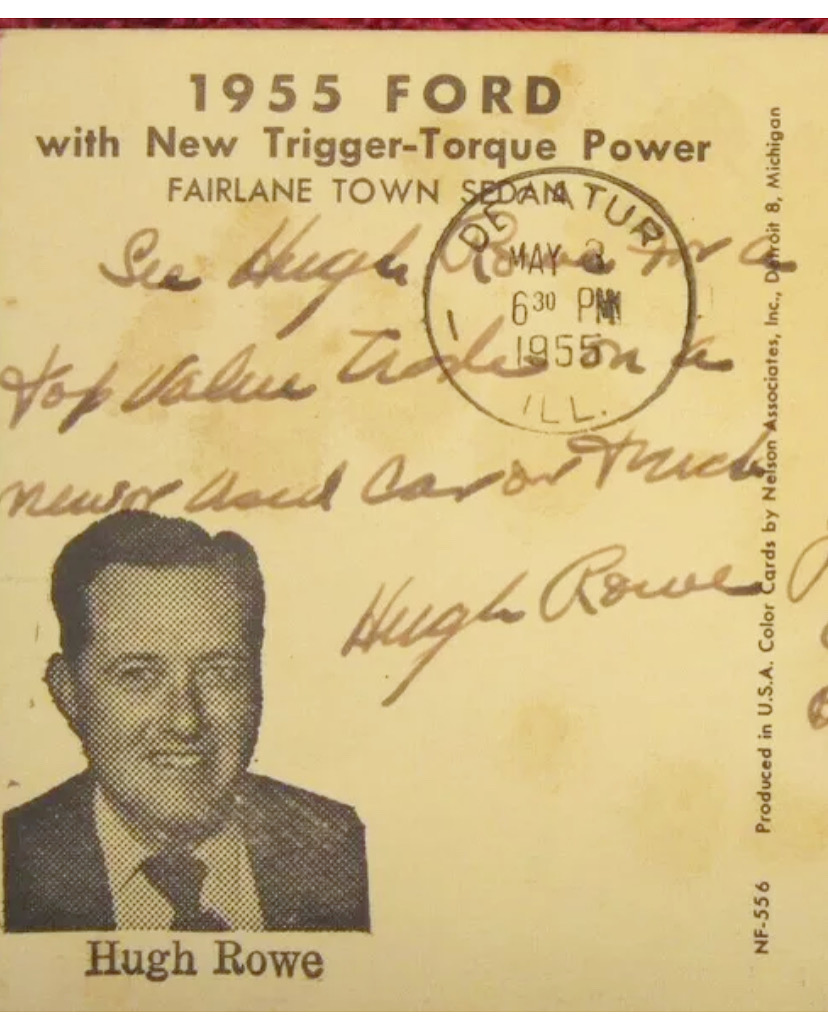 1955 FORD
with New Trigger-Torque Power
FAIRLANE TOWN SEDAN
DECATUR
MAY 3
6 30 PM
1955
ILL.
See Hugh Rowe for a
top value trade on a
new or used car or truck
Hugh Rowe
Hugh Rowe
NF-556 Produced in U.S.A. Color Cards by Nelson Associates, Inc., Detroit 8, Michigan